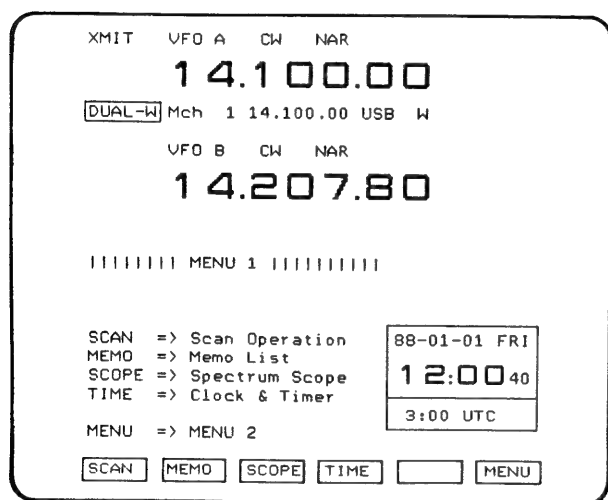 XMIT VFO A CW NAR
14.100.00
DUAL-W Mch 1 14.100.00 USB W
VFO B CW NAR
14.207.80
|||||||| MENU 1 ||||||||||
SCAN => Scan Operation
MEMO => Memo List
SCOPE => Spectrum Scope
TIME => Clock & Timer
MENU => MENU 2
88-01-01 FRI
12:00 40
3:00 UTC
SCAN MEMO SCOPE TIME MENU